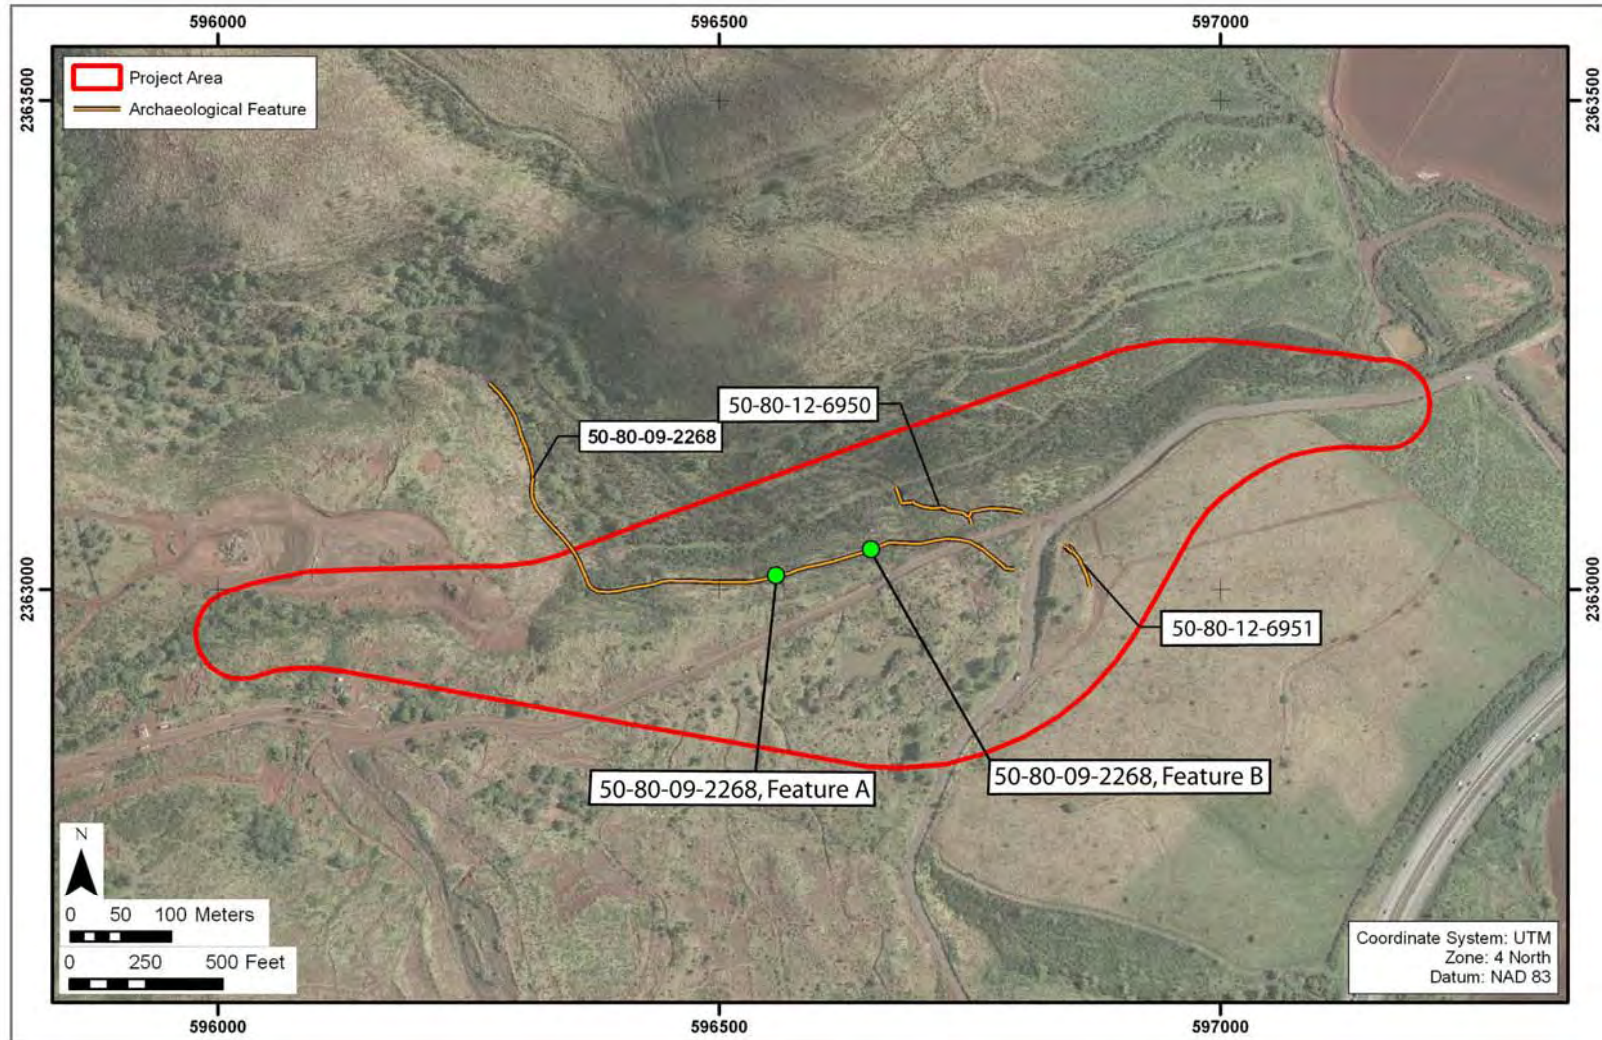 596000
596500
597000
2363500
2363500
Project Area
Archaeological Feature
50-80-12-6950
50-80-09-2268
2363000
2363000
50-80-12-6951
50-80-09-2268, Feature A
50-80-09-2268, Feature B
N
0 50 100 Meters
0 250 500 Feet
Coordinate System: UTM
Zone: 4 North
Datum: NAD 83
596000
596500
597000